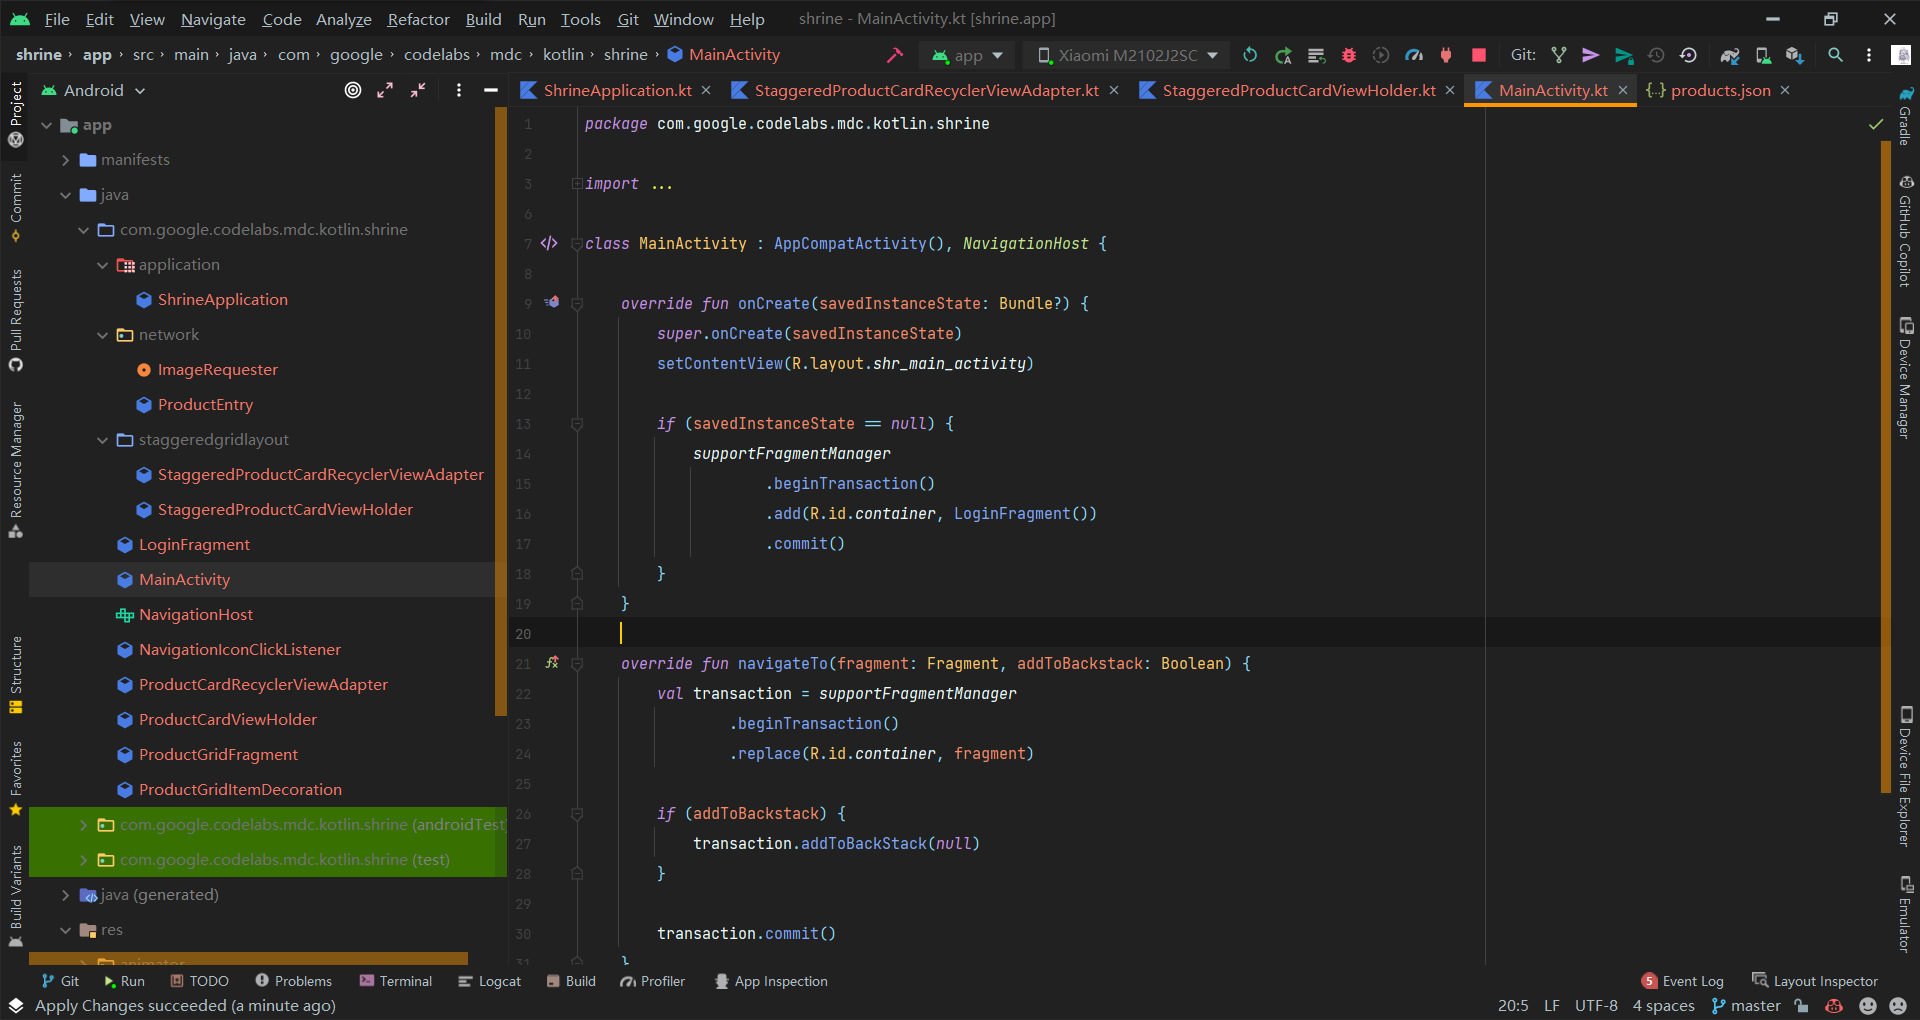 File Edit View Navigate Code Analyze Refactor Build Run Tools Git Window Help shrine - MainActivity.kt [shrine.app]
shrine › app › src › main › java › com › google › codelabs › mdc › kotlin › shrine › MainActivity app Xiaomi M2102J2SC Git:
Android
ShrineApplication.kt StaggeredProductCardRecyclerViewAdapter.kt StaggeredProductCardViewHolder.kt MainActivity.kt products.json
Project
Commit
Pull Requests
Resource Manager
Structure
Favorites
Build Variants
app
manifests
java
com.google.codelabs.mdc.kotlin.shrine
application
ShrineApplication
network
ImageRequester
ProductEntry
staggeredgridlayout
StaggeredProductCardRecyclerViewAdapter
StaggeredProductCardViewHolder
LoginFragment
MainActivity
NavigationHost
NavigationIconClickListener
ProductCardRecyclerViewAdapter
ProductCardViewHolder
ProductGridFragment
ProductGridItemDecoration
com.google.codelabs.mdc.kotlin.shrine (androidTest)
com.google.codelabs.mdc.kotlin.shrine (test)
java (generated)
res
animator
1 package com.google.codelabs.mdc.kotlin.shrine
2
3 import ...
6
7 class MainActivity : AppCompatActivity(), NavigationHost {
8
9 override fun onCreate(savedInstanceState: Bundle?) {
10 super.onCreate(savedInstanceState)
11 setContentView(R.layout.shr_main_activity)
12
13 if (savedInstanceState == null) {
14 supportFragmentManager
15 .beginTransaction()
16 .add(R.id.container, LoginFragment())
17 .commit()
18 }
19 }
20
21 override fun navigateTo(fragment: Fragment, addToBackstack: Boolean) {
22 val transaction = supportFragmentManager
23 .beginTransaction()
24 .replace(R.id.container, fragment)
25
26 if (addToBackstack) {
27 transaction.addToBackStack(null)
28 }
29
30 transaction.commit()
31 }
Gradle
GitHub Copilot
Device Manager
Device File Explorer
Emulator
Git Run TODO Problems Terminal Logcat Build Profiler App Inspection 5 Event Log Layout Inspector
Apply Changes succeeded (a minute ago) 20:5 LF UTF-8 4 spaces master